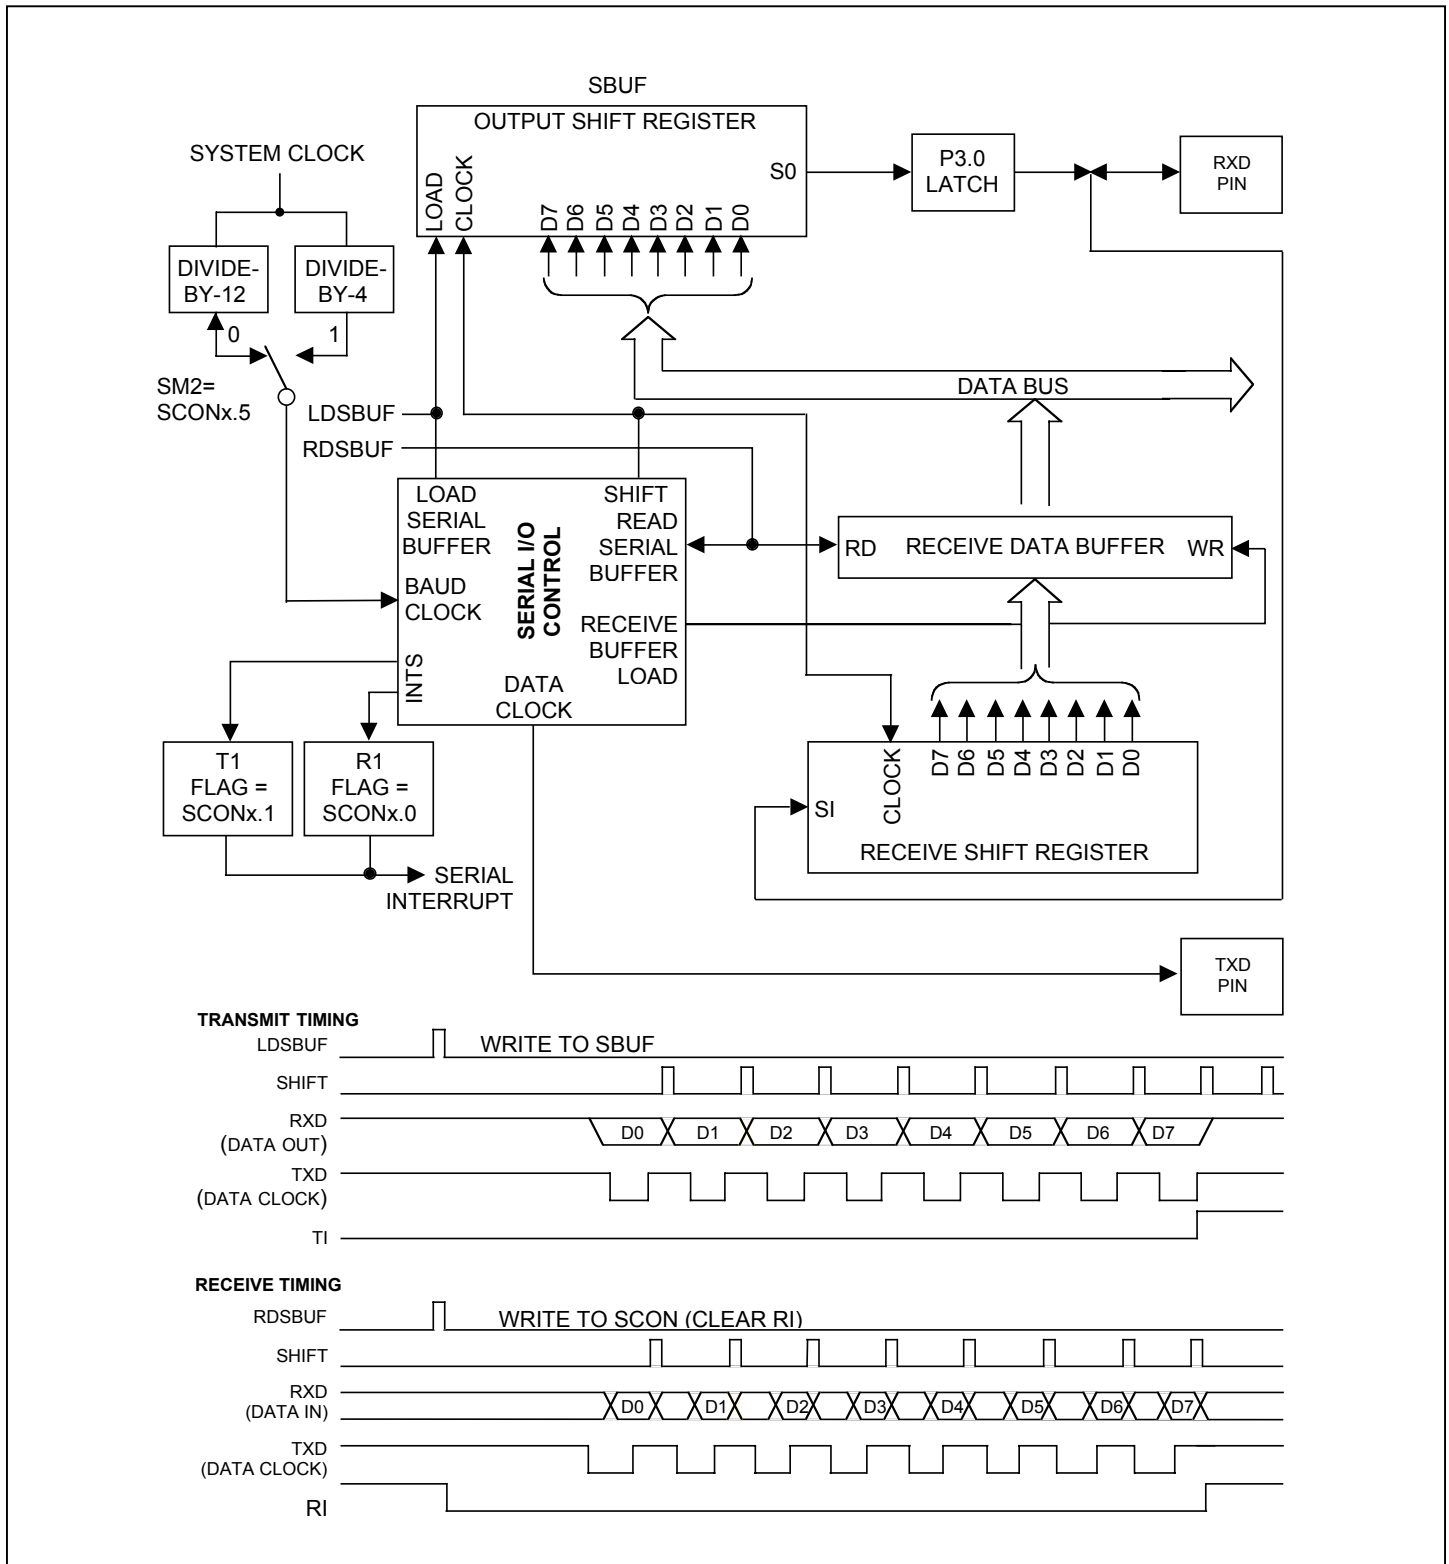 SBUF
OUTPUT SHIFT REGISTER
LOAD
CLOCK
D7
D6
D5
D4
D3
D2
D1
D0
S0
P3.0
LATCH
RXD
PIN
SYSTEM CLOCK
DIVIDE-
BY-12
DIVIDE-
BY-4
0
1
SM2=
SCONx.5
LDSBUF
RDSBUF
DATA BUS
LOAD
SERIAL
BUFFER
SHIFT
READ
SERIAL
BUFFER
BAUD
CLOCK
SERIAL I/O
CONTROL
RECEIVE
BUFFER
LOAD
INTS
DATA
CLOCK
RD
RECEIVE DATA BUFFER
WR
T1
FLAG =
SCONx.1
R1
FLAG =
SCONx.0
SERIAL
INTERRUPT
CLOCK
D7
D6
D5
D4
D3
D2
D1
D0
SI
RECEIVE SHIFT REGISTER
TXD
PIN
TRANSMIT TIMING
LDSBUF
WRITE TO SBUF
SHIFT
RXD
(DATA OUT)
D0 D1 D2 D3 D4 D5 D6 D7
TXD
(DATA CLOCK)
TI
RECEIVE TIMING
RDSBUF
WRITE TO SCON (CLEAR RI)
SHIFT
RXD
(DATA IN)
D0 D1 D2 D3 D4 D5 D6 D7
TXD
(DATA CLOCK)
RI